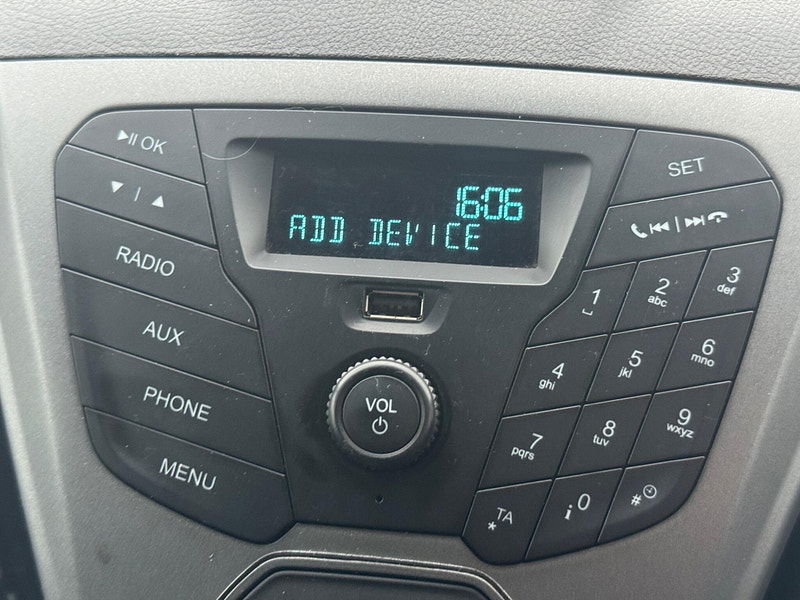 OK
16:06
ADD DEVICE
SET
RADIO
AUX
PHONE
MENU
VOL
1
2 abc
3 def
4 ghi
5 jkl
6 mno
7 pqrs
8 tuv
9 wxyz
* TA
i 0
#